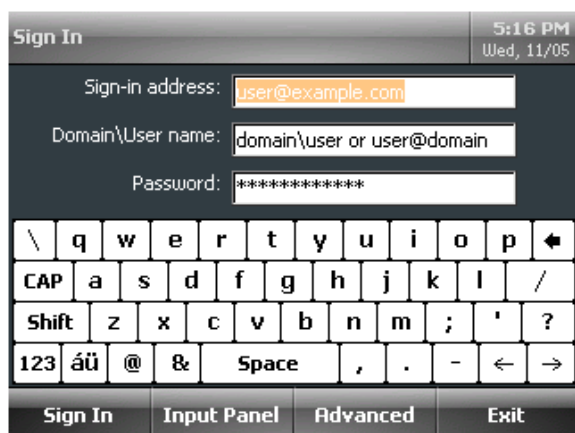 Sign In
5:16 PM
Wed, 11/05
Sign-in address: user@example.com
Domain\User name: domain\user or user@domain
Password: ************
\ q w e r t y u i o p ←
CAP a s d f g h j k l /
Shift z x c v b n m ; ' ?
123 áü @ & Space , . - ← →
Sign In Input Panel Advanced Exit